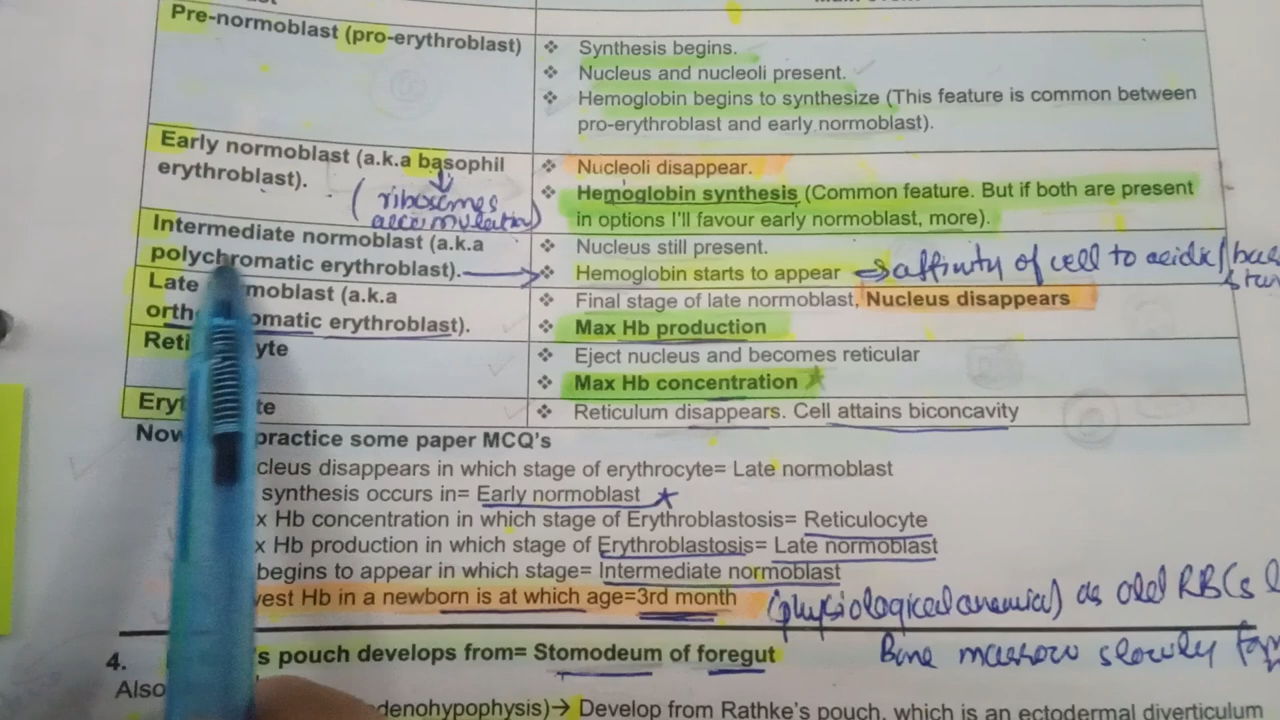 Pre-normoblast (pro-erythroblast)
❖ Synthesis begins.
❖ Nucleus and nucleoli present.
❖ Hemoglobin begins to synthesize (This feature is common between
pro-erythroblast and early normoblast).
Early normoblast (a.k.a basophil
erythroblast).
(ribosomes
accumulation)
❖ Nucleoli disappear.
❖ Hemoglobin synthesis (Common feature. But if both are present
in options I'll favour early normoblast, more).
Intermediate normoblast (a.k.a
polychromatic erythroblast).
❖ Nucleus still present.
❖ Hemoglobin starts to appear → affinity of cell to acidic/
Late moblast (a.k.a
orth omatic erythroblast).
❖ Final stage of late normoblast, Nucleus disappears
❖ Max Hb production
Reti yte
❖ Eject nucleus and becomes reticular
❖ Max Hb concentration
Eryt te
❖ Reticulum disappears. Cell attains biconcavity
Now practice some paper MCQ's
cleus disappears in which stage of erythrocyte= Late normoblast
synthesis occurs in= Early normoblast
x Hb concentration in which stage of Erythroblastosis= Reticulocyte
x Hb production in which stage of Erythroblastosis= Late normoblast
begins to appear in which stage= Intermediate normoblast
vest Hb in a newborn is at which age=3rd month (physiological anemia) as old RBCs
Bone marrow slowly
4. 's pouch develops from= Stomodeum of foregut
Also
denohypophysis)→ Develop from Rathke's pouch, which is an ectodermal diverticulum